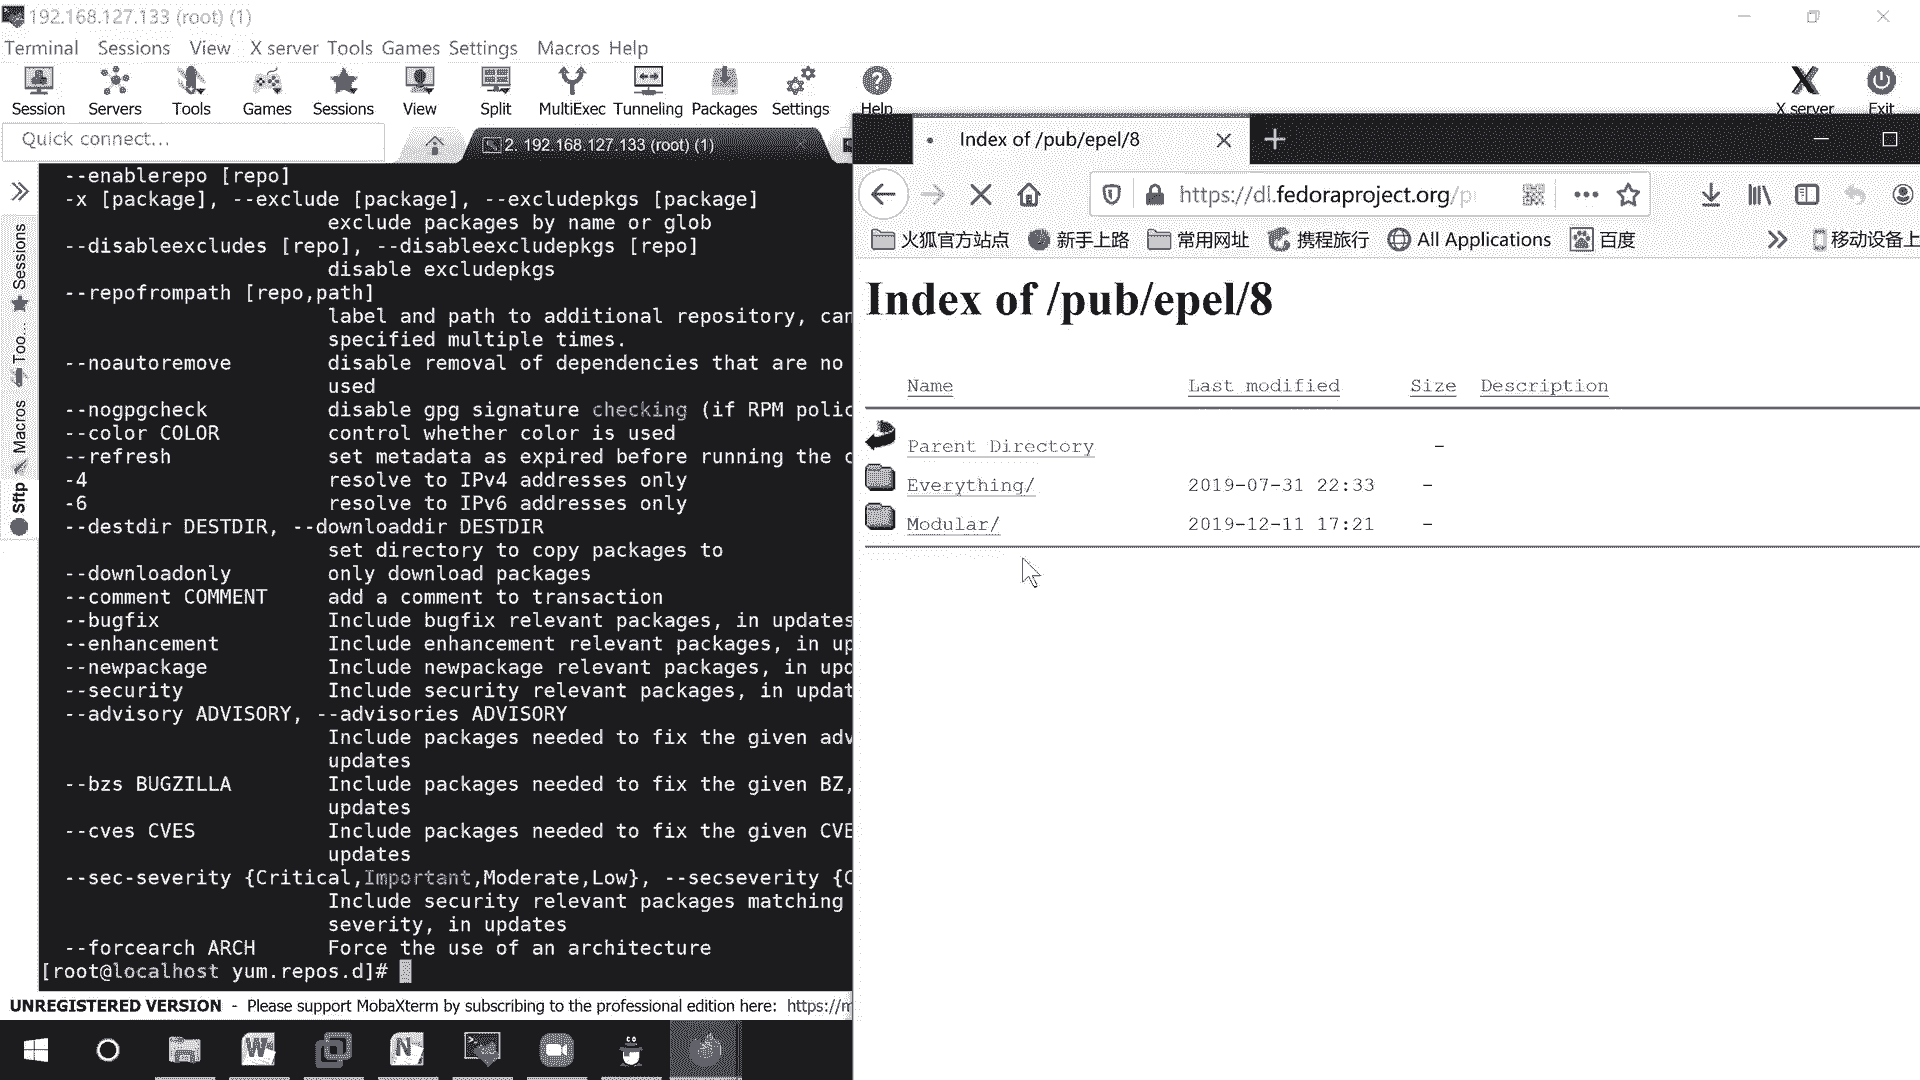 192.168.127.133 (root) (1)
Terminal Sessions View X server Tools Games Settings Macros Help
Session Servers Tools Games Sessions View Split MultiExec Tunneling Packages Settings Help X server Exit
Quick connect...
2. 192.168.127.133 (root) (1)
Sessions
Too...
Macros
Sftp
--enablerepo [repo]
-x [package], --exclude [package], --excludepkgs [package]
exclude packages by name or glob
--disableexcludes [repo], --disableexcludepkgs [repo]
disable excludepkgs
--repofrompath [repo,path]
label and path to additional repository, can
specified multiple times.
--noautoremove disable removal of dependencies that are no
used
--nogpgcheck disable gpg signature checking (if RPM polic
--color COLOR control whether color is used
--refresh set metadata as expired before running the c
-4 resolve to IPv4 addresses only
-6 resolve to IPv6 addresses only
--destdir DESTDIR, --downloaddir DESTDIR
set directory to copy packages to
--downloadonly only download packages
--comment COMMENT add a comment to transaction
--bugfix Include bugfix relevant packages, in updates
--enhancement Include enhancement relevant packages, in up
--newpackage Include newpackage relevant packages, in upd
--security Include security relevant packages, in updat
--advisory ADVISORY, --advisories ADVISORY
Include packages needed to fix the given adv
updates
--bzs BUGZILLA Include packages needed to fix the given BZ,
updates
--cves CVES Include packages needed to fix the given CVE
updates
--sec-severity {Critical,Important,Moderate,Low}, --secseverity {C
Include security relevant packages matching
severity, in updates
--forcearch ARCH Force the use of an architecture
[root@localhost yum.repos.d]#
UNREGISTERED VERSION - Please support MobaXterm by subscribing to the professional edition here: https://m
Index of /pub/epel/8
https://dl.fedoraproject.org/pu
火狐官方站点 新手上路 常用网址 携程旅行 All Applications 百度 移动设备上
Index of /pub/epel/8
Name Last modified Size Description
Parent Directory -
Everything/ 2019-07-31 22:33 -
Modular/ 2019-12-11 17:21 -